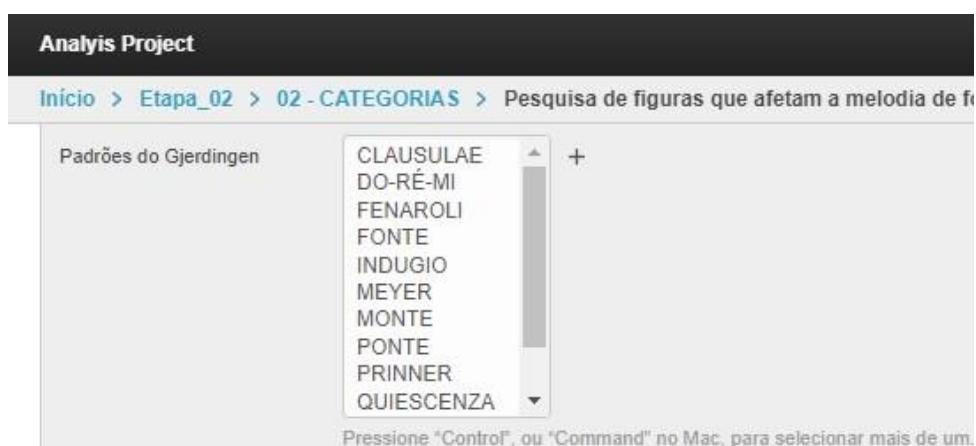 Analyis Project
Início > Etapa_02 > 02 - CATEGORIAS > Pesquisa de figuras que afetam a melodia de
Padrões do Gjerdingen
CLAUSULAE
DO-RÉ-MI
FENAROLI
FONTE
INDUGIO
MEYER
MONTE
PONTE
PRINNER
QUIESCENZA
+
Pressione "Control", ou "Command" no Mac, para selecionar mais de um.